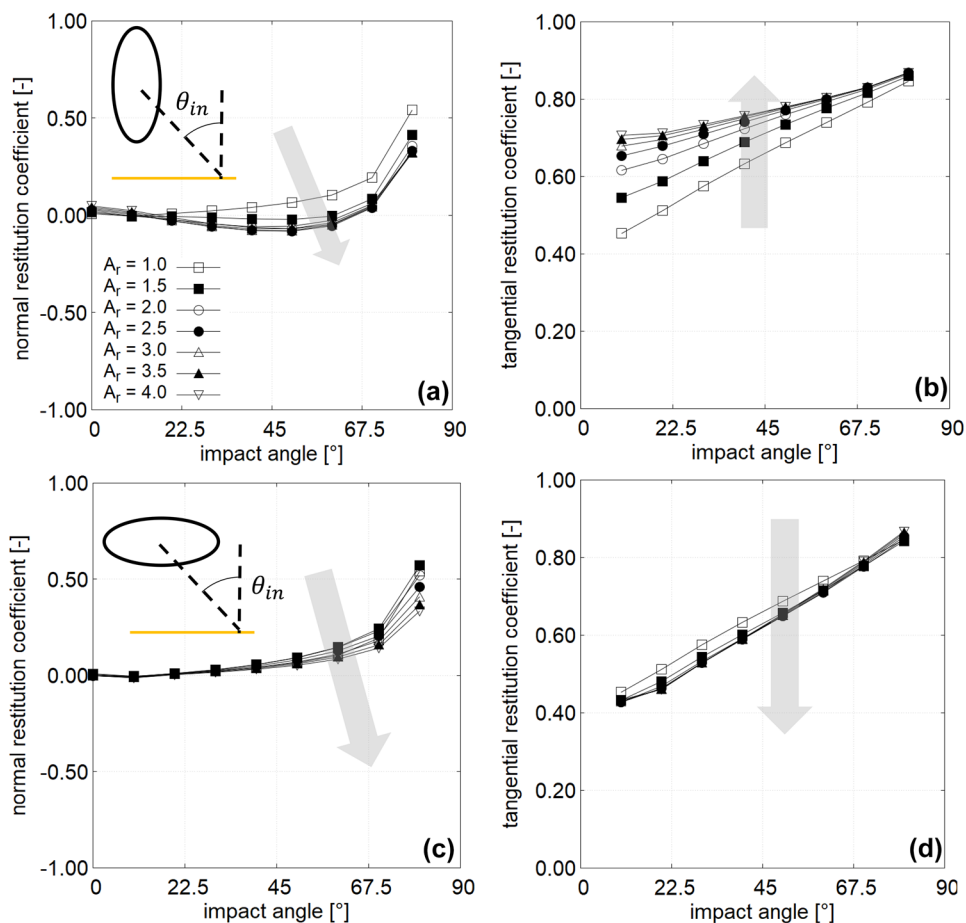 1.00
0.50
0.00
-0.50
-1.00
normal restitution coefficient [-]
θin
Ar = 1.0
Ar = 1.5
Ar = 2.0
Ar = 2.5
Ar = 3.0
Ar = 3.5
Ar = 4.0
(a)
0 22.5 45 67.5 90
impact angle [°]
1.00
0.80
0.60
0.40
0.20
0.00
tangential restitution coefficient [-]
(b)
0 22.5 45 67.5 90
impact angle [°]
1.00
0.50
0.00
-0.50
-1.00
normal restitution coefficient [-]
θin
(c)
0 22.5 45 67.5 90
impact angle [°]
1.00
0.80
0.60
0.40
0.20
0.00
tangential restitution coefficient [-]
(d)
0 22.5 45 67.5 90
impact angle [°]